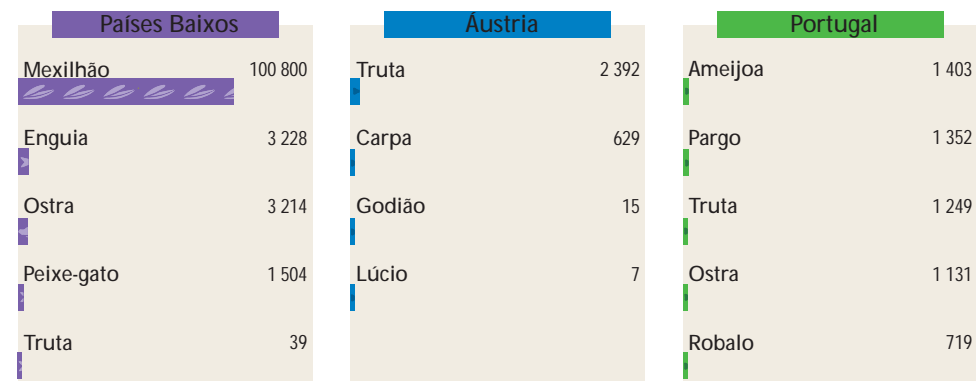 Países Baixos
Mexilhão 100 800
Enguia 3 228
Ostra 3 214
Peixe-gato 1 504
Truta 39
Áustria
Truta 2 392
Carpa 629
Godião 15
Lúcio 7
Portugal
Ameijoa 1 403
Pargo 1 352
Truta 1 249
Ostra 1 131
Robalo 719